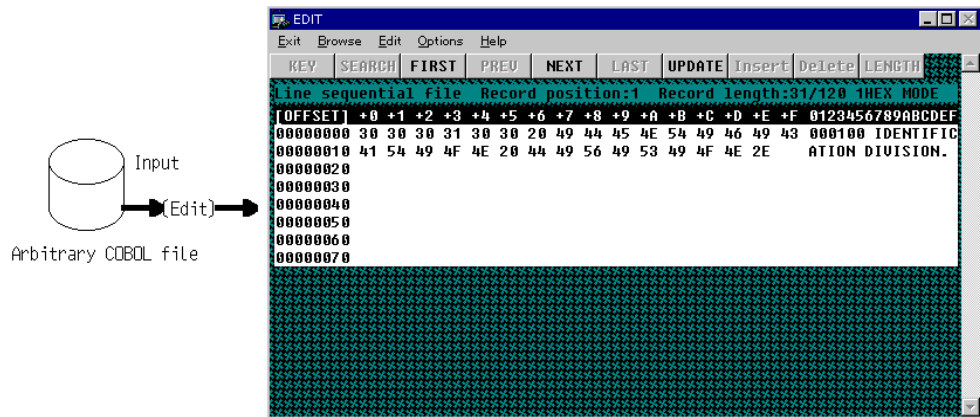 EDIT
Exit Browse Edit Options Help
KEY SEARCH FIRST PREV NEXT LAST UPDATE Insert Delete LENGTH
Line sequential file Record position:1 Record length:31/120 1HEX MODE
[OFFSET] +0 +1 +2 +3 +4 +5 +6 +7 +8 +9 +A +B +C +D +E +F 0123456789ABCDEF
00000000 30 30 30 31 30 30 20 49 44 45 4E 54 49 46 49 43 000100 IDENTIFIC
00000010 41 54 49 4F 4E 20 44 49 56 49 53 49 4F 4E 2E ATION DIVISION.
00000020
00000030
00000040
00000050
00000060
00000070
Input
(Edit)
Arbitrary COBOL file